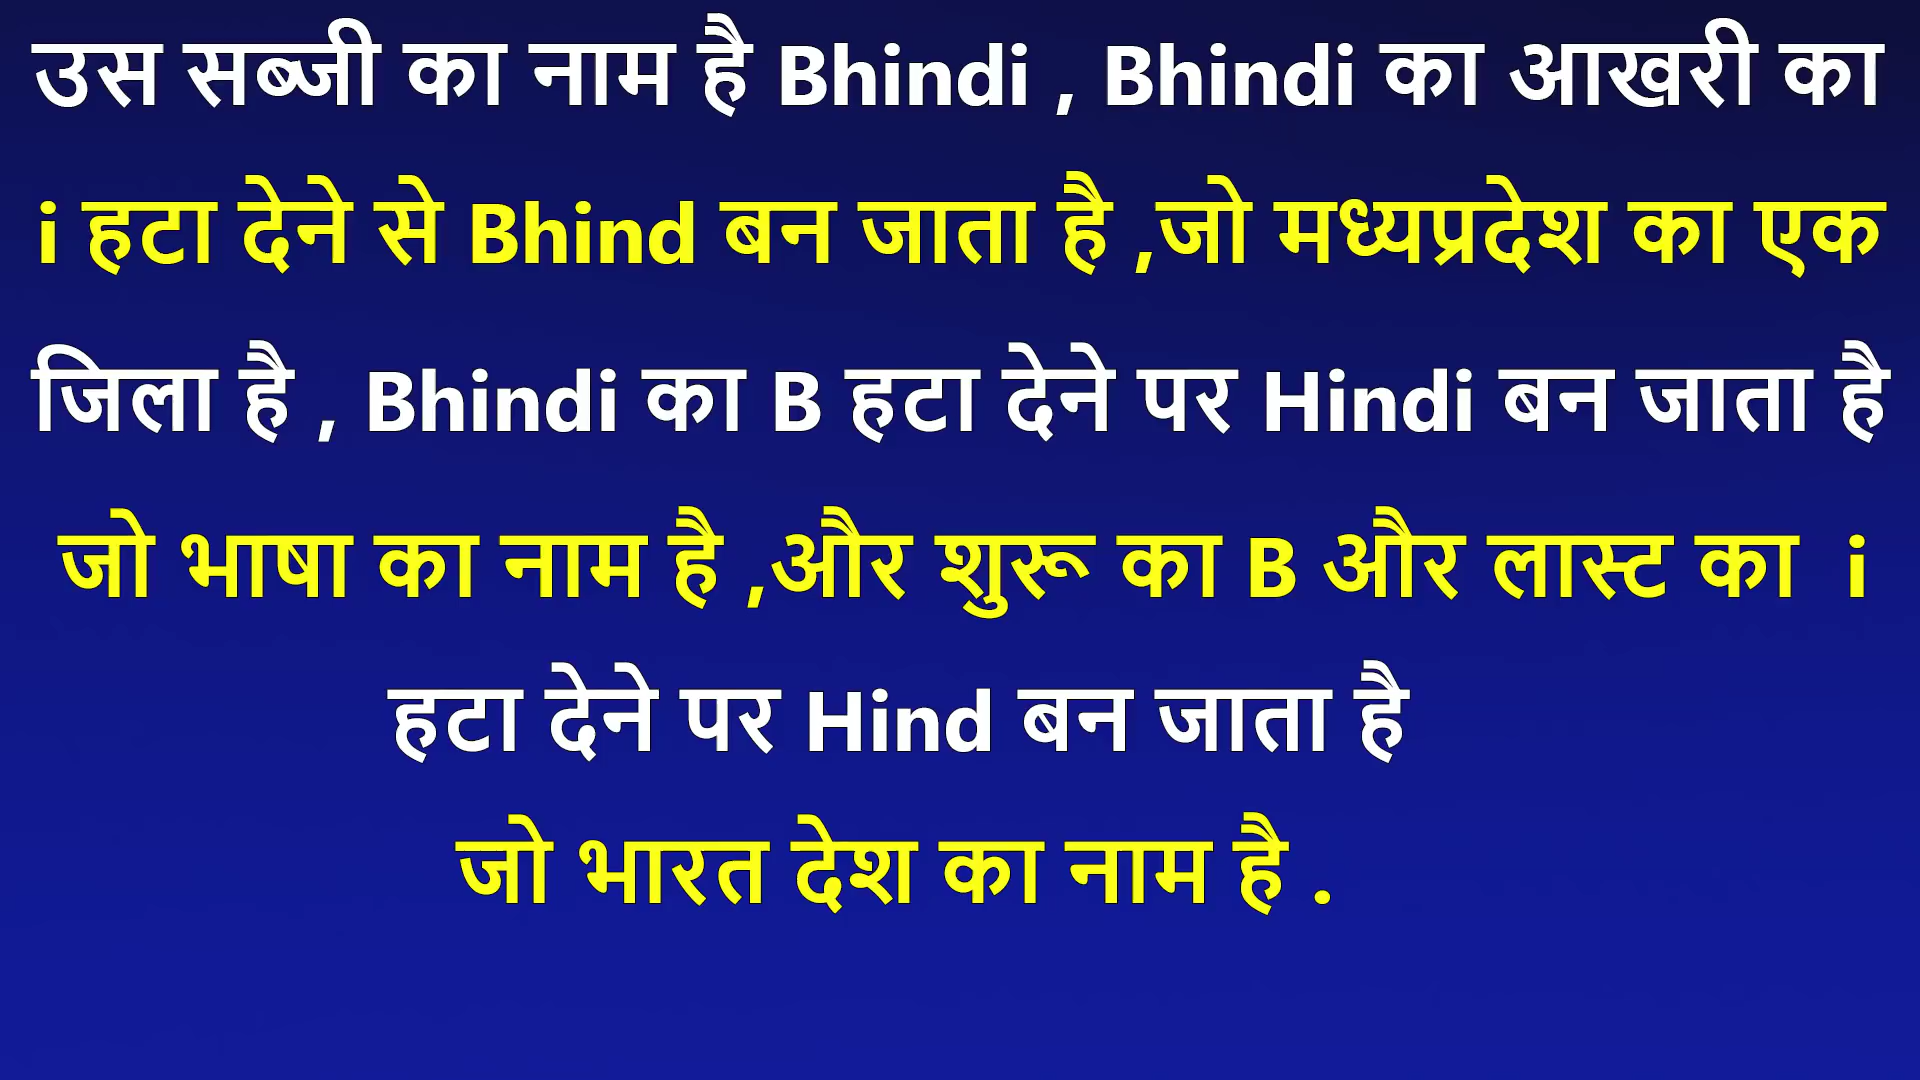 उस सब्जी का नाम है Bhindi , Bhindi का आखरी का
i हटा देने से Bhind बन जाता है ,जो मध्यप्रदेश का एक
जिला है , Bhindi का B हटा देने पर Hindi बन जाता है
जो भाषा का नाम है ,और शुरू का B और लास्ट का i
हटा देने पर Hind बन जाता है
जो भारत देश का नाम है .